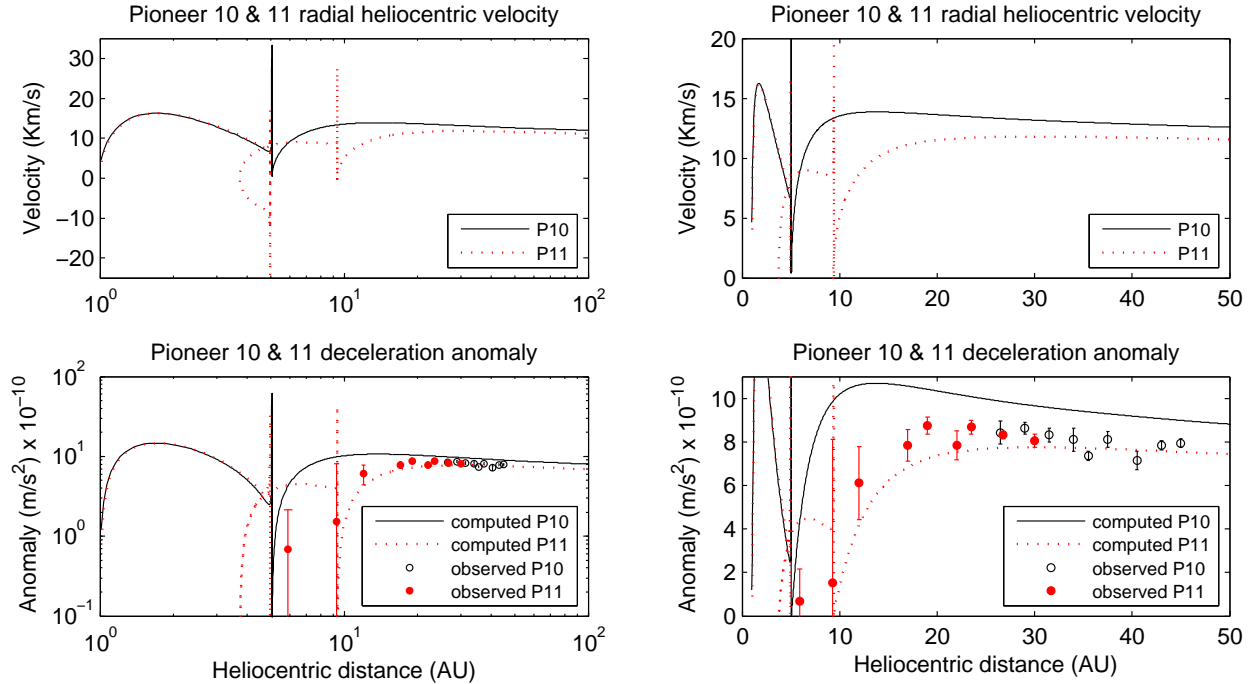 Pioneer 10 & 11 radial heliocentric velocity
Velocity (Km/s)
30
20
10
0
−10
−20
P10
P11
10^0
10^1
10^2
Pioneer 10 & 11 radial heliocentric velocity
Velocity (Km/s)
20
15
10
5
0
P10
P11
0
10
20
30
40
50
Pioneer 10 & 11 deceleration anomaly
Anomaly (m/s^2) x 10^−10
10^2
10^1
10^0
10^−1
computed P10
computed P11
observed P10
observed P11
10^0
10^1
10^2
Heliocentric distance (AU)
Pioneer 10 & 11 deceleration anomaly
Anomaly (m/s^2) x 10^−10
10
8
6
4
2
0
computed P10
computed P11
observed P10
observed P11
0
10
20
30
40
50
Heliocentric distance (AU)